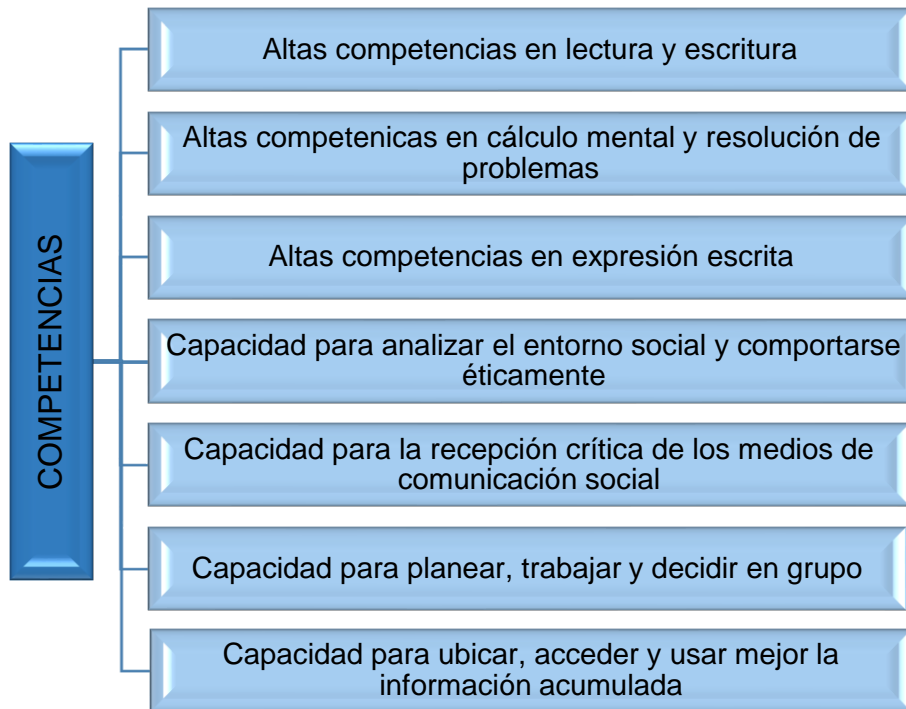 COMPETENCIAS
Altas competencias en lectura y escritura
Altas competenicas en cálculo mental y resolución de
problemas
Altas competencias en expresión escrita
Capacidad para analizar el entorno social y comportarse
éticamente
Capacidad para la recepción crítica de los medios de
comunicación social
Capacidad para planear, trabajar y decidir en grupo
Capacidad para ubicar, acceder y usar mejor la
información acumulada